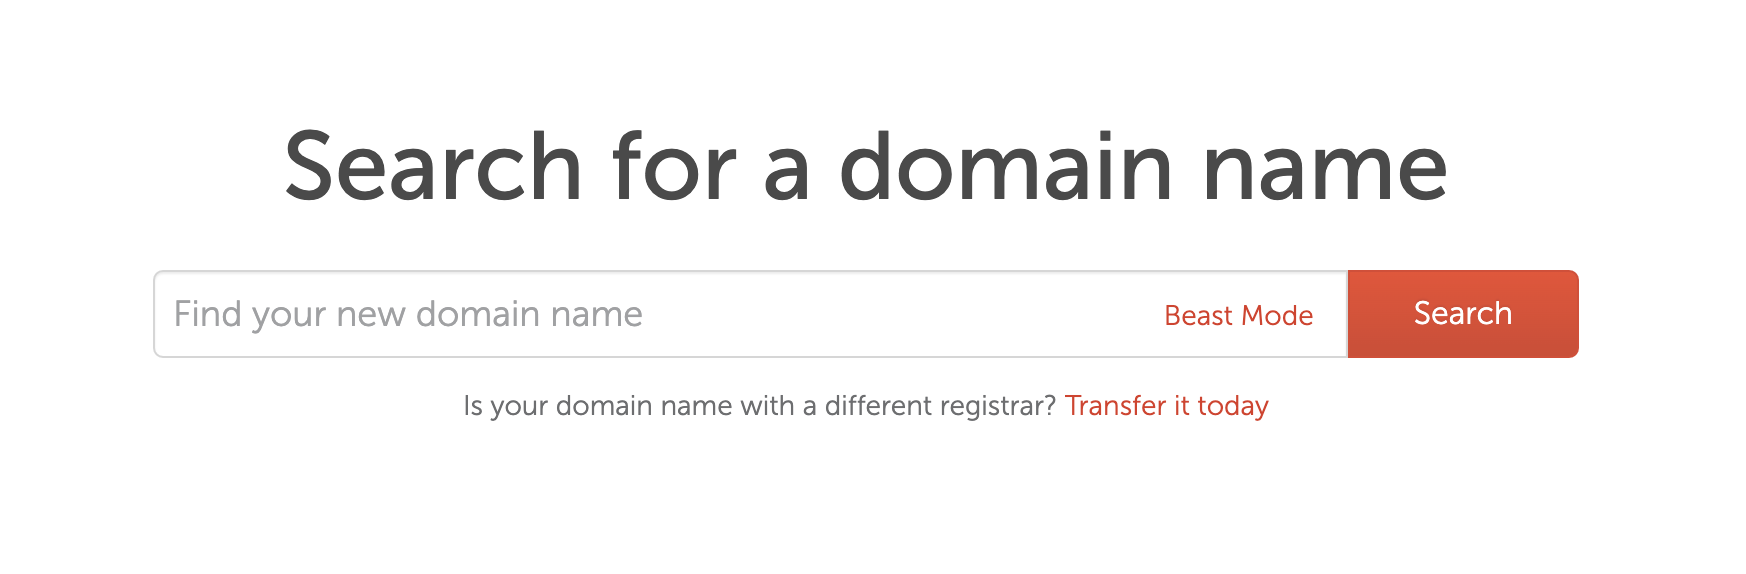 Search for a domain name
Find your new domain name Beast Mode Search
Is your domain name with a different registrar? Transfer it today